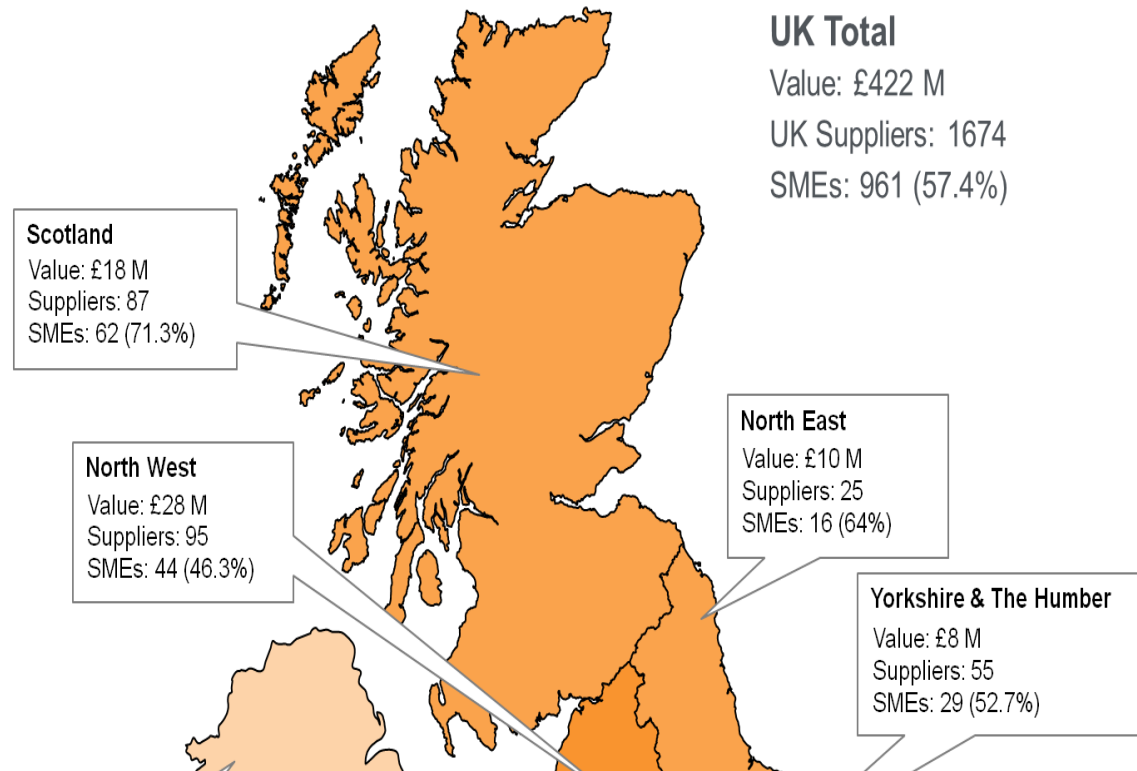 UK Total
Value: £422 M
UK Suppliers: 1674
SMEs: 961 (57.4%)
Scotland
Value: £18 M
Suppliers: 87
SMEs: 62 (71.3%)
North East
Value: £10 M
Suppliers: 25
SMEs: 16 (64%)
North West
Value: £28 M
Suppliers: 95
SMEs: 44 (46.3%)
Yorkshire & The Humber
Value: £8 M
Suppliers: 55
SMEs: 29 (52.7%)